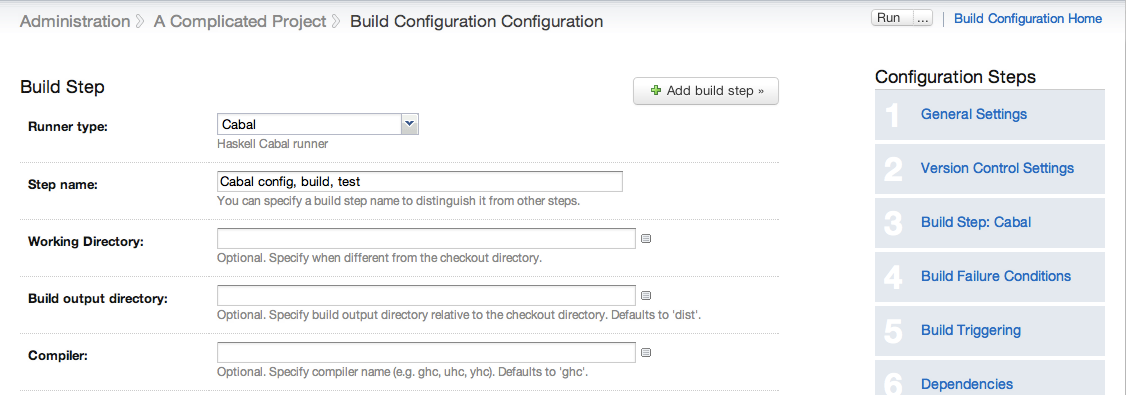 Administration A Complicated Project Build Configuration Configuration
Run ... Build Configuration Home
Build Step
Add build step »
Runner type: Cabal
Haskell Cabal runner
Step name: Cabal config, build, test
You can specify a build step name to distinguish it from other steps.
Working Directory:
Optional. Specify when different from the checkout directory.
Build output directory:
Optional. Specify build output directory relative to the checkout directory. Defaults to 'dist'.
Compiler:
Optional. Specify compiler name (e.g. ghc, uhc, yhc). Defaults to 'ghc'.
Configuration Steps
1 General Settings
2 Version Control Settings
3 Build Step: Cabal
4 Build Failure Conditions
5 Build Triggering
6 Dependencies